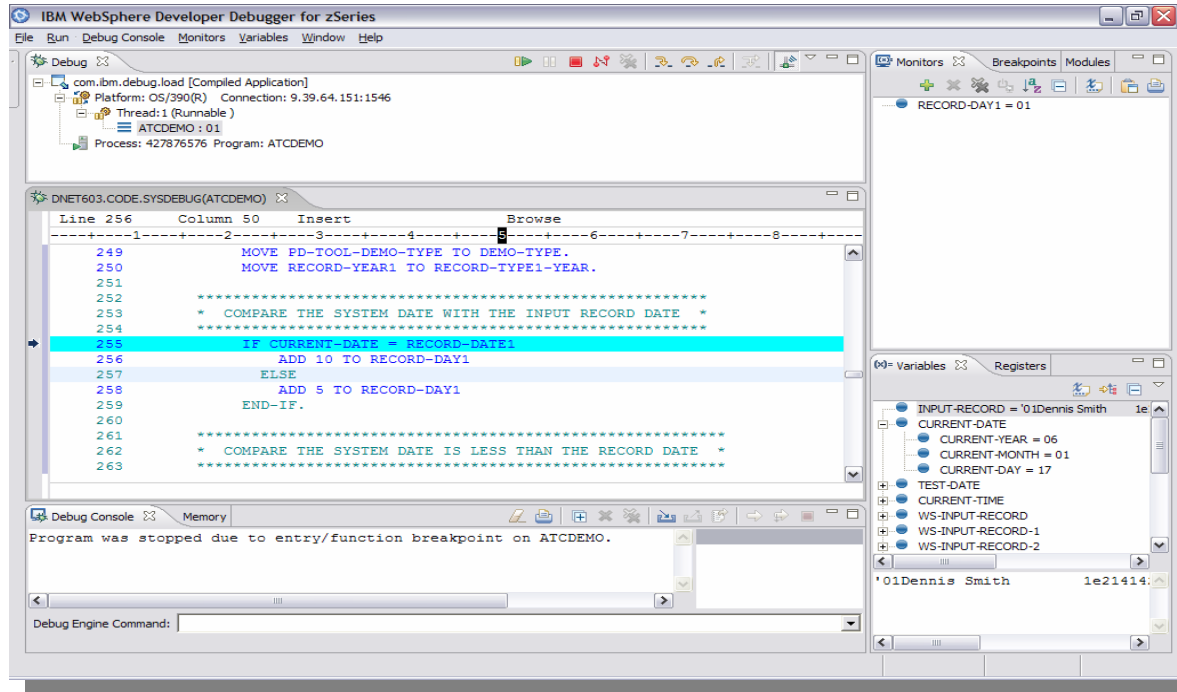 IBM WebSphere Developer Debugger for zSeries
File Run Debug Console Monitors Variables Window Help
Debug
com.ibm.debug.load [Compiled Application]
Platform: OS/390(R) Connection: 9.39.64.151:1546
Thread:1 (Runnable )
ATCDEMO : 01
Process: 427876576 Program: ATCDEMO
Monitors Breakpoints Modules
RECORD-DAY1 = 01
DNET603.CODE.SYSDEBUG(ATCDEMO)
Line 256 Column 50 Insert Browse
----+----1----+----2----+----3----+----4----+----5----+----6----+----7----+----8----+----
249 MOVE PD-TOOL-DEMO-TYPE TO DEMO-TYPE.
250 MOVE RECORD-YEAR1 TO RECORD-TYPE1-YEAR.
251
252 ********************************************************
253 * COMPARE THE SYSTEM DATE WITH THE INPUT RECORD DATE *
254 ********************************************************
255 IF CURRENT-DATE = RECORD-DATE1
256 ADD 10 TO RECORD-DAY1
257 ELSE
258 ADD 5 TO RECORD-DAY1
259 END-IF.
260
261 **********************************************************
262 * COMPARE THE SYSTEM DATE IS LESS THAN THE RECORD DATE *
263 **********************************************************
(x)= Variables Registers
INPUT-RECORD = '01Dennis Smith 1e
CURRENT-DATE
CURRENT-YEAR = 06
CURRENT-MONTH = 01
CURRENT-DAY = 17
TEST-DATE
CURRENT-TIME
WS-INPUT-RECORD
WS-INPUT-RECORD-1
WS-INPUT-RECORD-2
'01Dennis Smith 1e21414
Debug Console Memory
Program was stopped due to entry/function breakpoint on ATCDEMO.
Debug Engine Command: